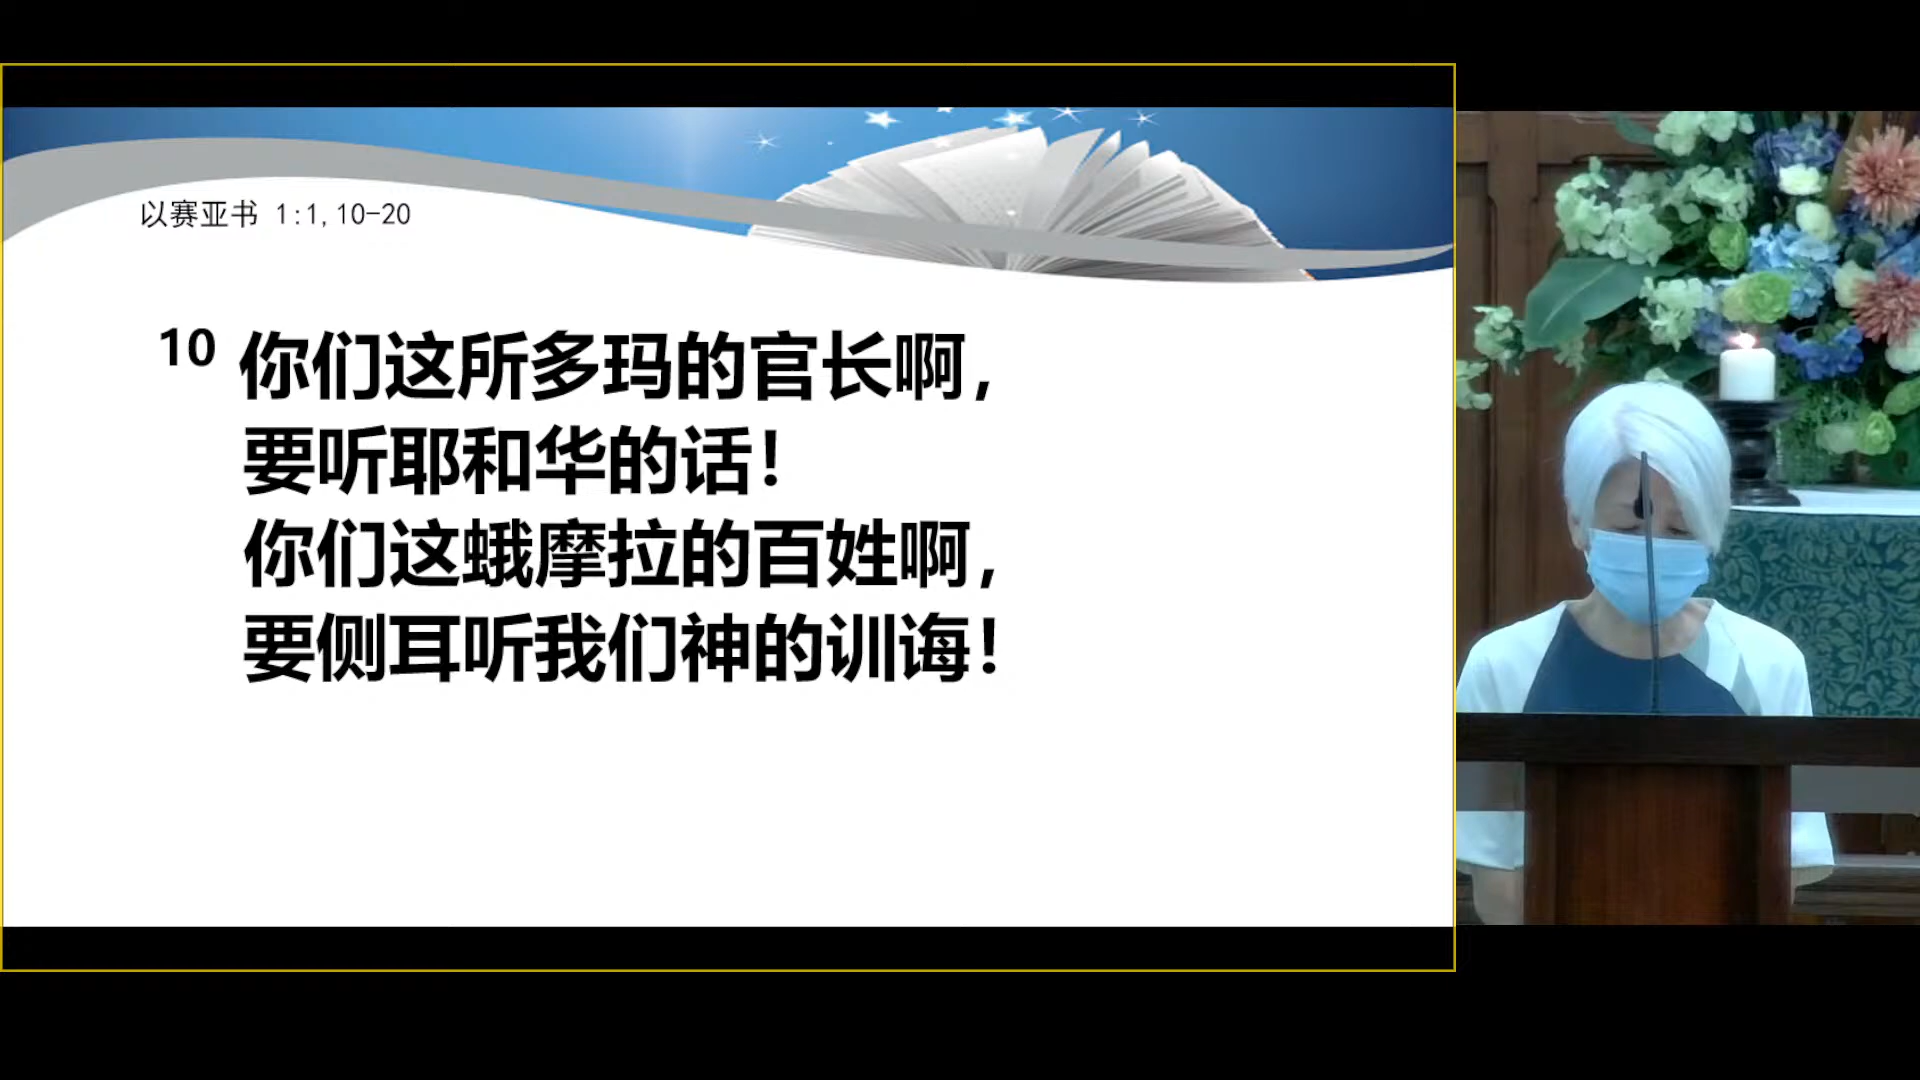 以赛亚书 1:1,10-20
10 你们这所多玛的官长啊，
要听耶和华的话！
你们这蛾摩拉的百姓啊，
要侧耳听我们神的训诲！